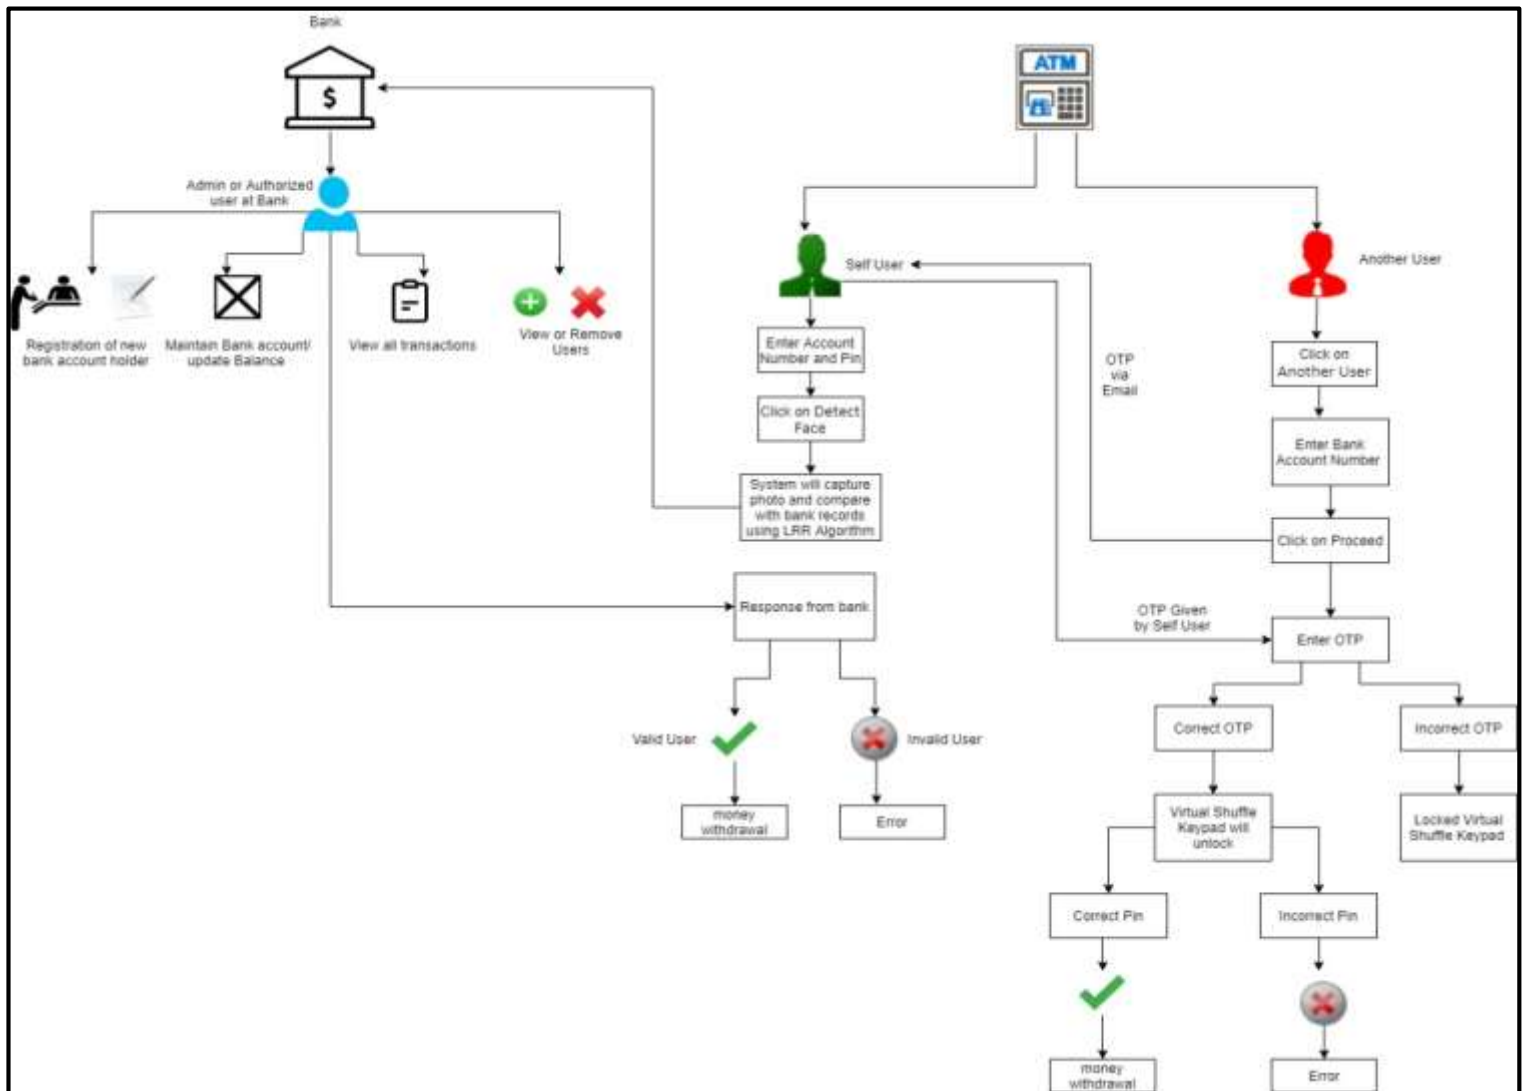 Bank
$
Admin or Authorized
user at Bank
Registration of new
bank account holder
Maintain Bank account/
update Balance
View all transactions
View or Remove
Users
ATM
Self User
Another User
Enter Account
Number and Pin
Click on Detect
Face
System will capture
photo and compare
with bank records
using LRR Algorithm
Response from bank
Valid User
Invalid User
money
withdrawal
Error
OTP
via
Email
Click on
Another User
Enter Bank
Account Number
Click on Proceed
OTP Given
by Self User
Enter OTP
Correct OTP
Incorrect OTP
Virtual Shuffle
Keypad will
unlock
Locked Virtual
Shuffle Keypad
Correct Pin
Incorrect Pin
money
withdrawal
Error